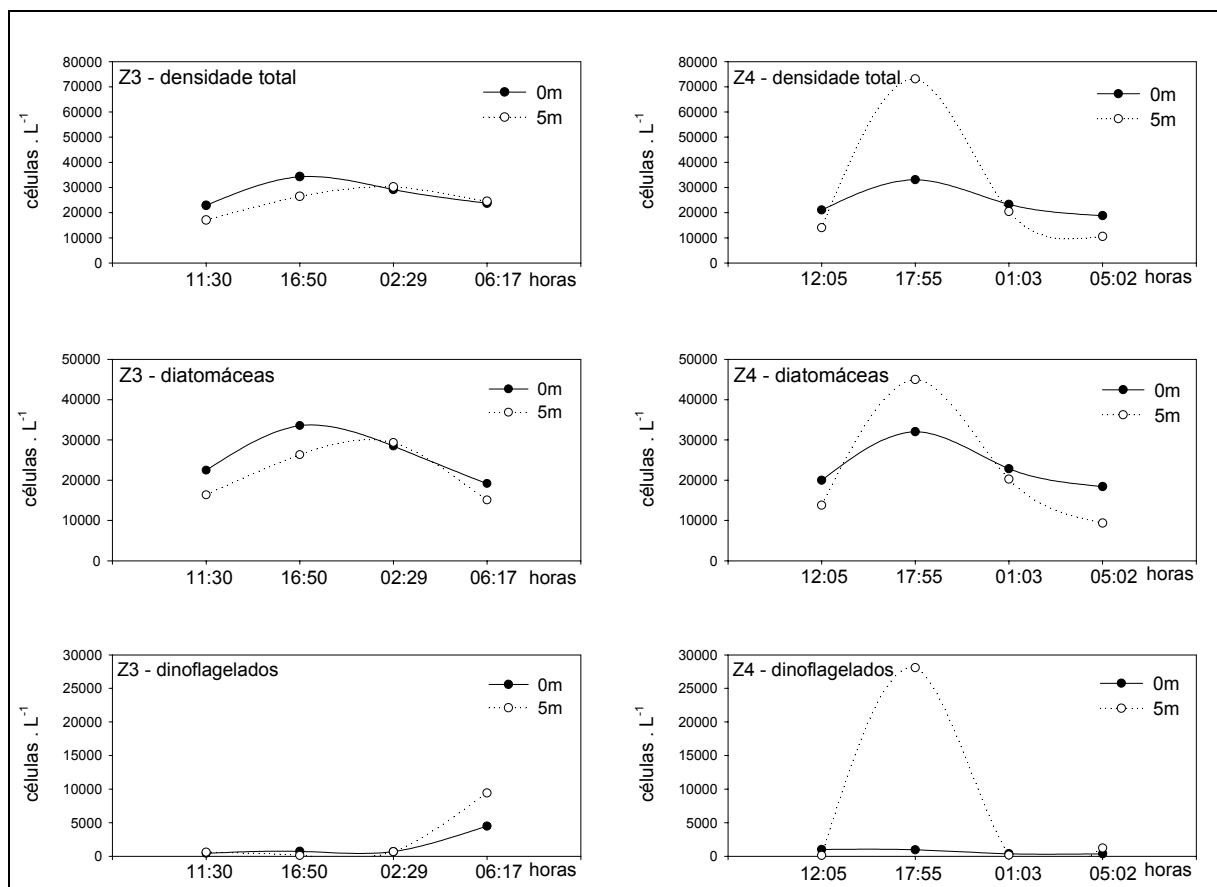 Z3 - densidade total
células . L-1
80000
70000
60000
50000
40000
30000
20000
10000
0
0m
5m
11:30 16:50 02:29 06:17 horas
Z4 - densidade total
células . L-1
80000
70000
60000
50000
40000
30000
20000
10000
0
0m
5m
12:05 17:55 01:03 05:02 horas
Z3 - diatomáceas
células . L-1
50000
40000
30000
20000
10000
0
0m
5m
11:30 16:50 02:29 06:17 horas
Z4 - diatomáceas
células . L-1
50000
40000
30000
20000
10000
0
0m
5m
12:05 17:55 01:03 05:02 horas
Z3 - dinoflagelados
células . L-1
30000
25000
20000
15000
10000
5000
0
0m
5m
11:30 16:50 02:29 06:17 horas
Z4 - dinoflagelados
células . L-1
30000
25000
20000
15000
10000
5000
0
0m
5m
12:05 17:55 01:03 05:02 horas